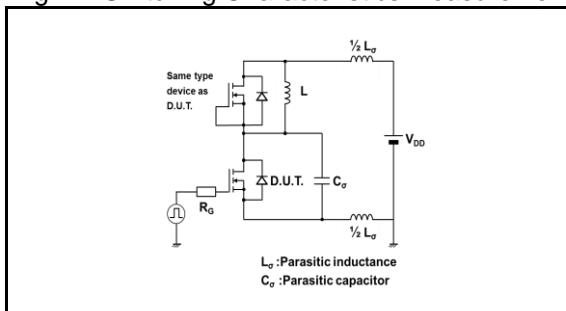 ½ Lσ
Same type
device as
D.U.T.
L
VDD
D.U.T.
Cσ
RG
½ Lσ
Lσ :Parasitic inductance
Cσ :Parasitic capacitor